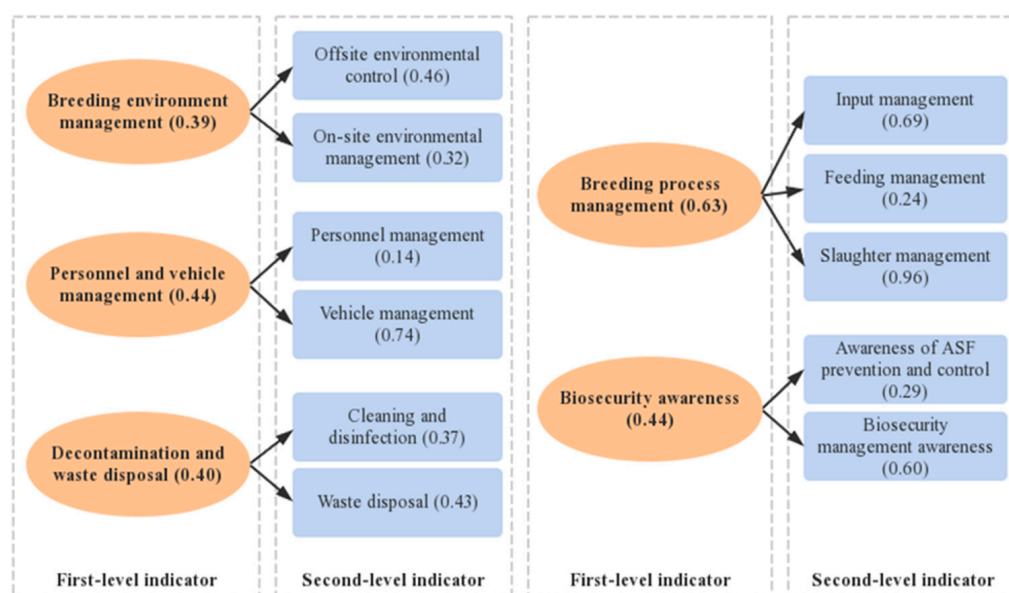 Breeding environment
management (0.39)
Offsite environmental
control (0.46)
On-site environmental
management (0.32)
Personnel and vehicle
management (0.44)
Personnel management
(0.14)
Vehicle management
(0.74)
Decontamination and
waste disposal (0.40)
Cleaning and
disinfection (0.37)
Waste disposal (0.43)
First-level indicator
Second-level indicator
Breeding process
management (0.63)
Input management
(0.69)
Feeding management
(0.24)
Slaughter management
(0.96)
Biosecurity awareness
(0.44)
Awareness of ASF
prevention and control
(0.29)
Biosecurity
management awareness
(0.60)
First-level indicator
Second-level indicator